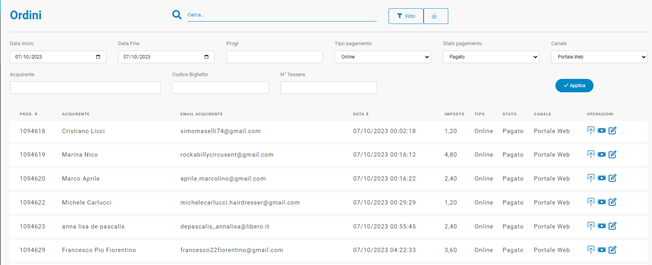 Ordini
Cerca...
Filtri
Data Inizio Data Fine Progr Tipo pagamento Stato pagamento Canale
07/10/2023 07/10/2023 Online Pagato Portale Web
Acquirente Codice Biglietto N° Tessera
Applica
PROG. ACQUIRENTE EMAIL ACQUIRENTE DATA IMPORTO TIPO STATO CANALE OPERAZIONI
1094618 Cristiano Licci simomaselli74@gmail.com 07/10/2023 00:02:18 1,20 Online Pagato Portale Web
1094619 Marina Nico rockabillycircusent@gmail.com 07/10/2023 00:16:12 4,80 Online Pagato Portale Web
1094620 Marco Aprile aprile.marcolino@gmail.com 07/10/2023 00:16:22 2,40 Online Pagato Portale Web
1094622 Michele Carlucci michelecarlucci.hairdresser@gmail.com 07/10/2023 00:29:29 1,20 Online Pagato Portale Web
1094623 anna lisa de pascalis depascalis_annalisa@libero.it 07/10/2023 00:55:45 2,40 Online Pagato Portale Web
1094629 Francesco Pio Fiorentino francesco22fiorentino@gmail.com 07/10/2023 04:22:33 3,60 Online Pagato Portale Web